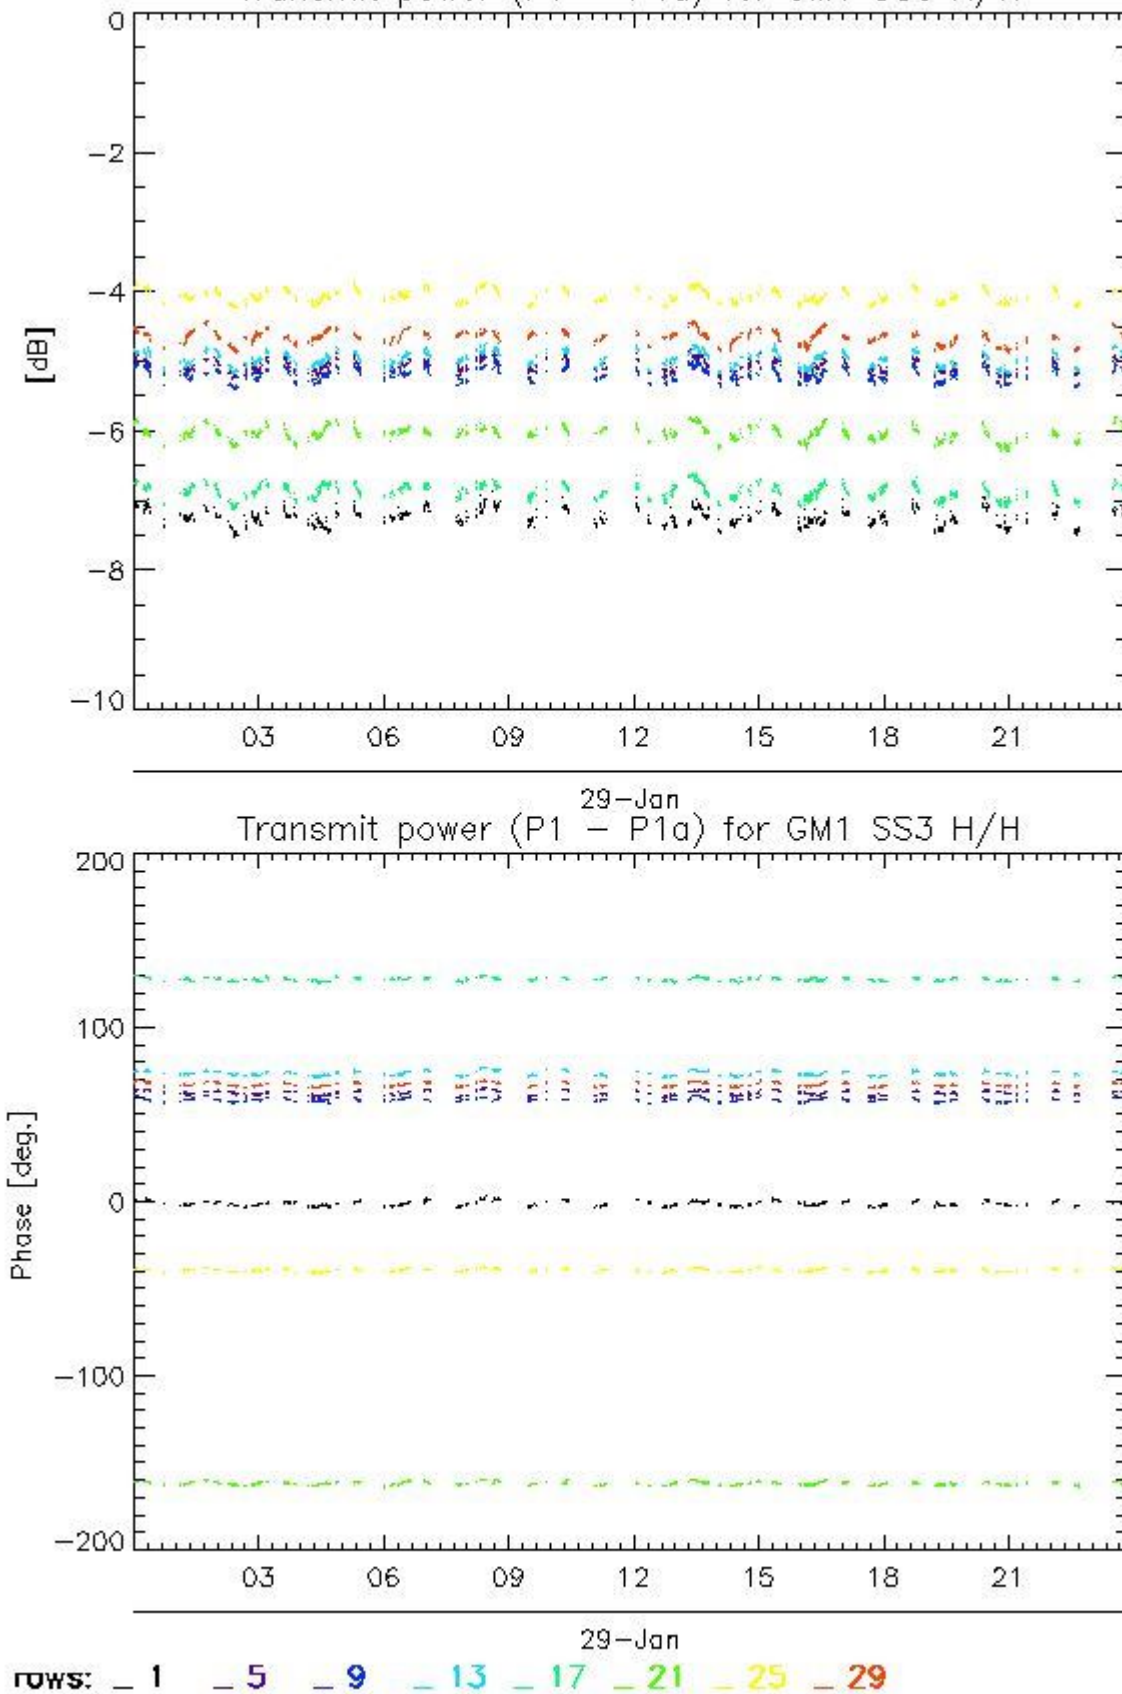 0
-2
-4
[dB]
-6
-8
-10
03 06 09 12 15 18 21
29-Jan
Transmit power (P1 - P1a) for GM1 SS3 H/H
200
100
Phase [deg.]
0
-100
-200
03 06 09 12 15 18 21
29-Jan
rows: _ 1 _ 5 _ 9 _ 13 _ 17 _ 21 _ 25 _ 29